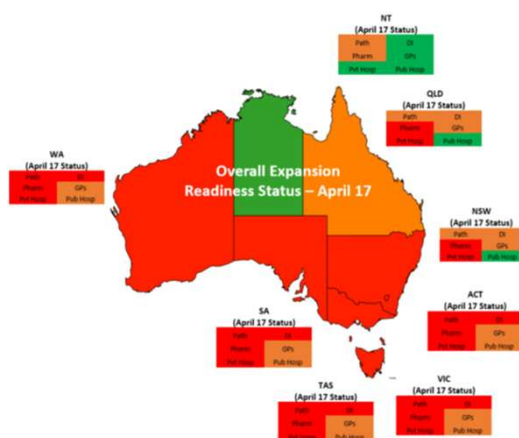 NT
(April 17 Status)
Path DI
Pharm GPs
Pvt Hosp Pub Hosp
QLD
(April 17 Status)
Path DI
Pharm GPs
Pvt Hosp Pub Hosp
WA
(April 17 Status)
Path DI
Pharm GPs
Pvt Hosp Pub Hosp
Overall Expansion
Readiness Status – April 17
NSW
(April 17 Status)
Path DI
Pharm GPs
Pvt Hosp Pub Hosp
ACT
(April 17 Status)
Path DI
Pharm GPs
Pvt Hosp Pub Hosp
SA
(April 17 Status)
Path DI
Pharm GPs
Pvt Hosp Pub Hosp
TAS
(April 17 Status)
Path DI
Pharm GPs
Pvt Hosp Pub Hosp
VIC
(April 17 Status)
Path DI
Pharm GPs
Pvt Hosp Pub Hosp